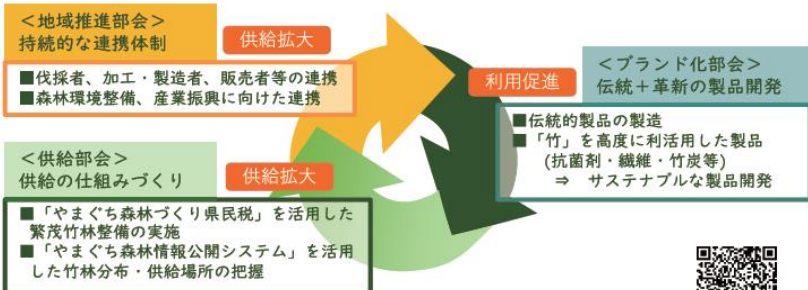 ＜地域推進部会＞
持続的な連携体制
供給拡大
■伐採者、加工・製造者、販売者等の連携
■森林環境整備、産業振興に向けた連携
＜供給部会＞
供給の仕組みづくり
供給拡大
■「やまぐち森林づくり県民税」を活用した
繁茂竹林整備の実施
■「やまぐち森林情報公開システム」を活用
した竹林分布・供給場所の把握
利用促進
＜ブランド化部会＞
伝統＋革新の製品開発
■伝統的製品の製造
■「竹」を高度に利活用した製品
(抗菌剤・繊維・竹炭等)
⇒ サステナブルな製品開発